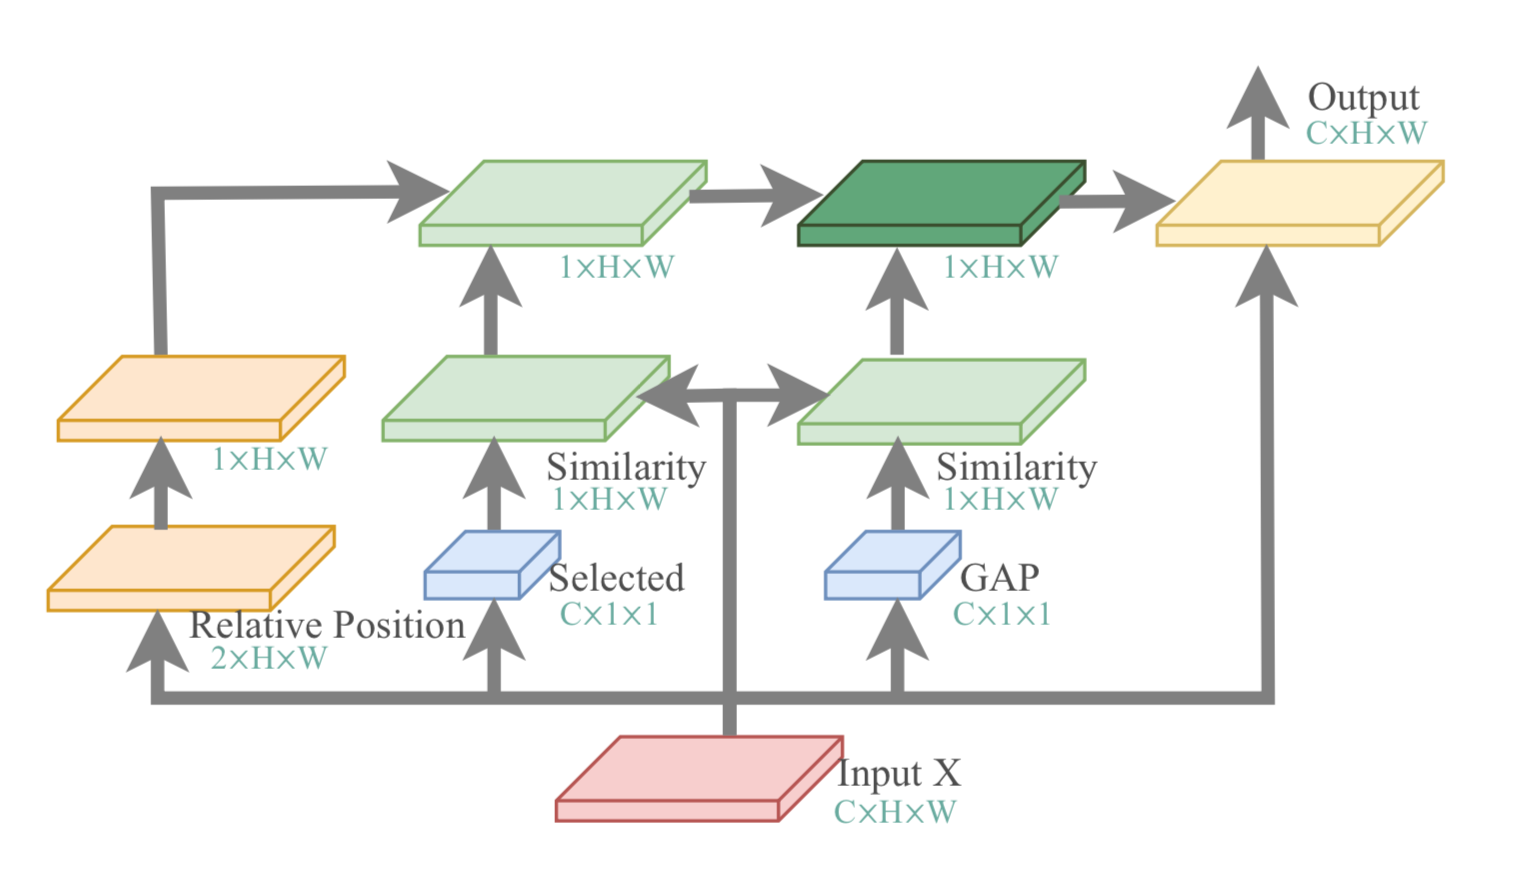 Output
C×H×W
1×H×W
1×H×W
1×H×W
Similarity
1×H×W
Similarity
1×H×W
Selected
C×1×1
GAP
C×1×1
Relative Position
2×H×W
Input X
C×H×W